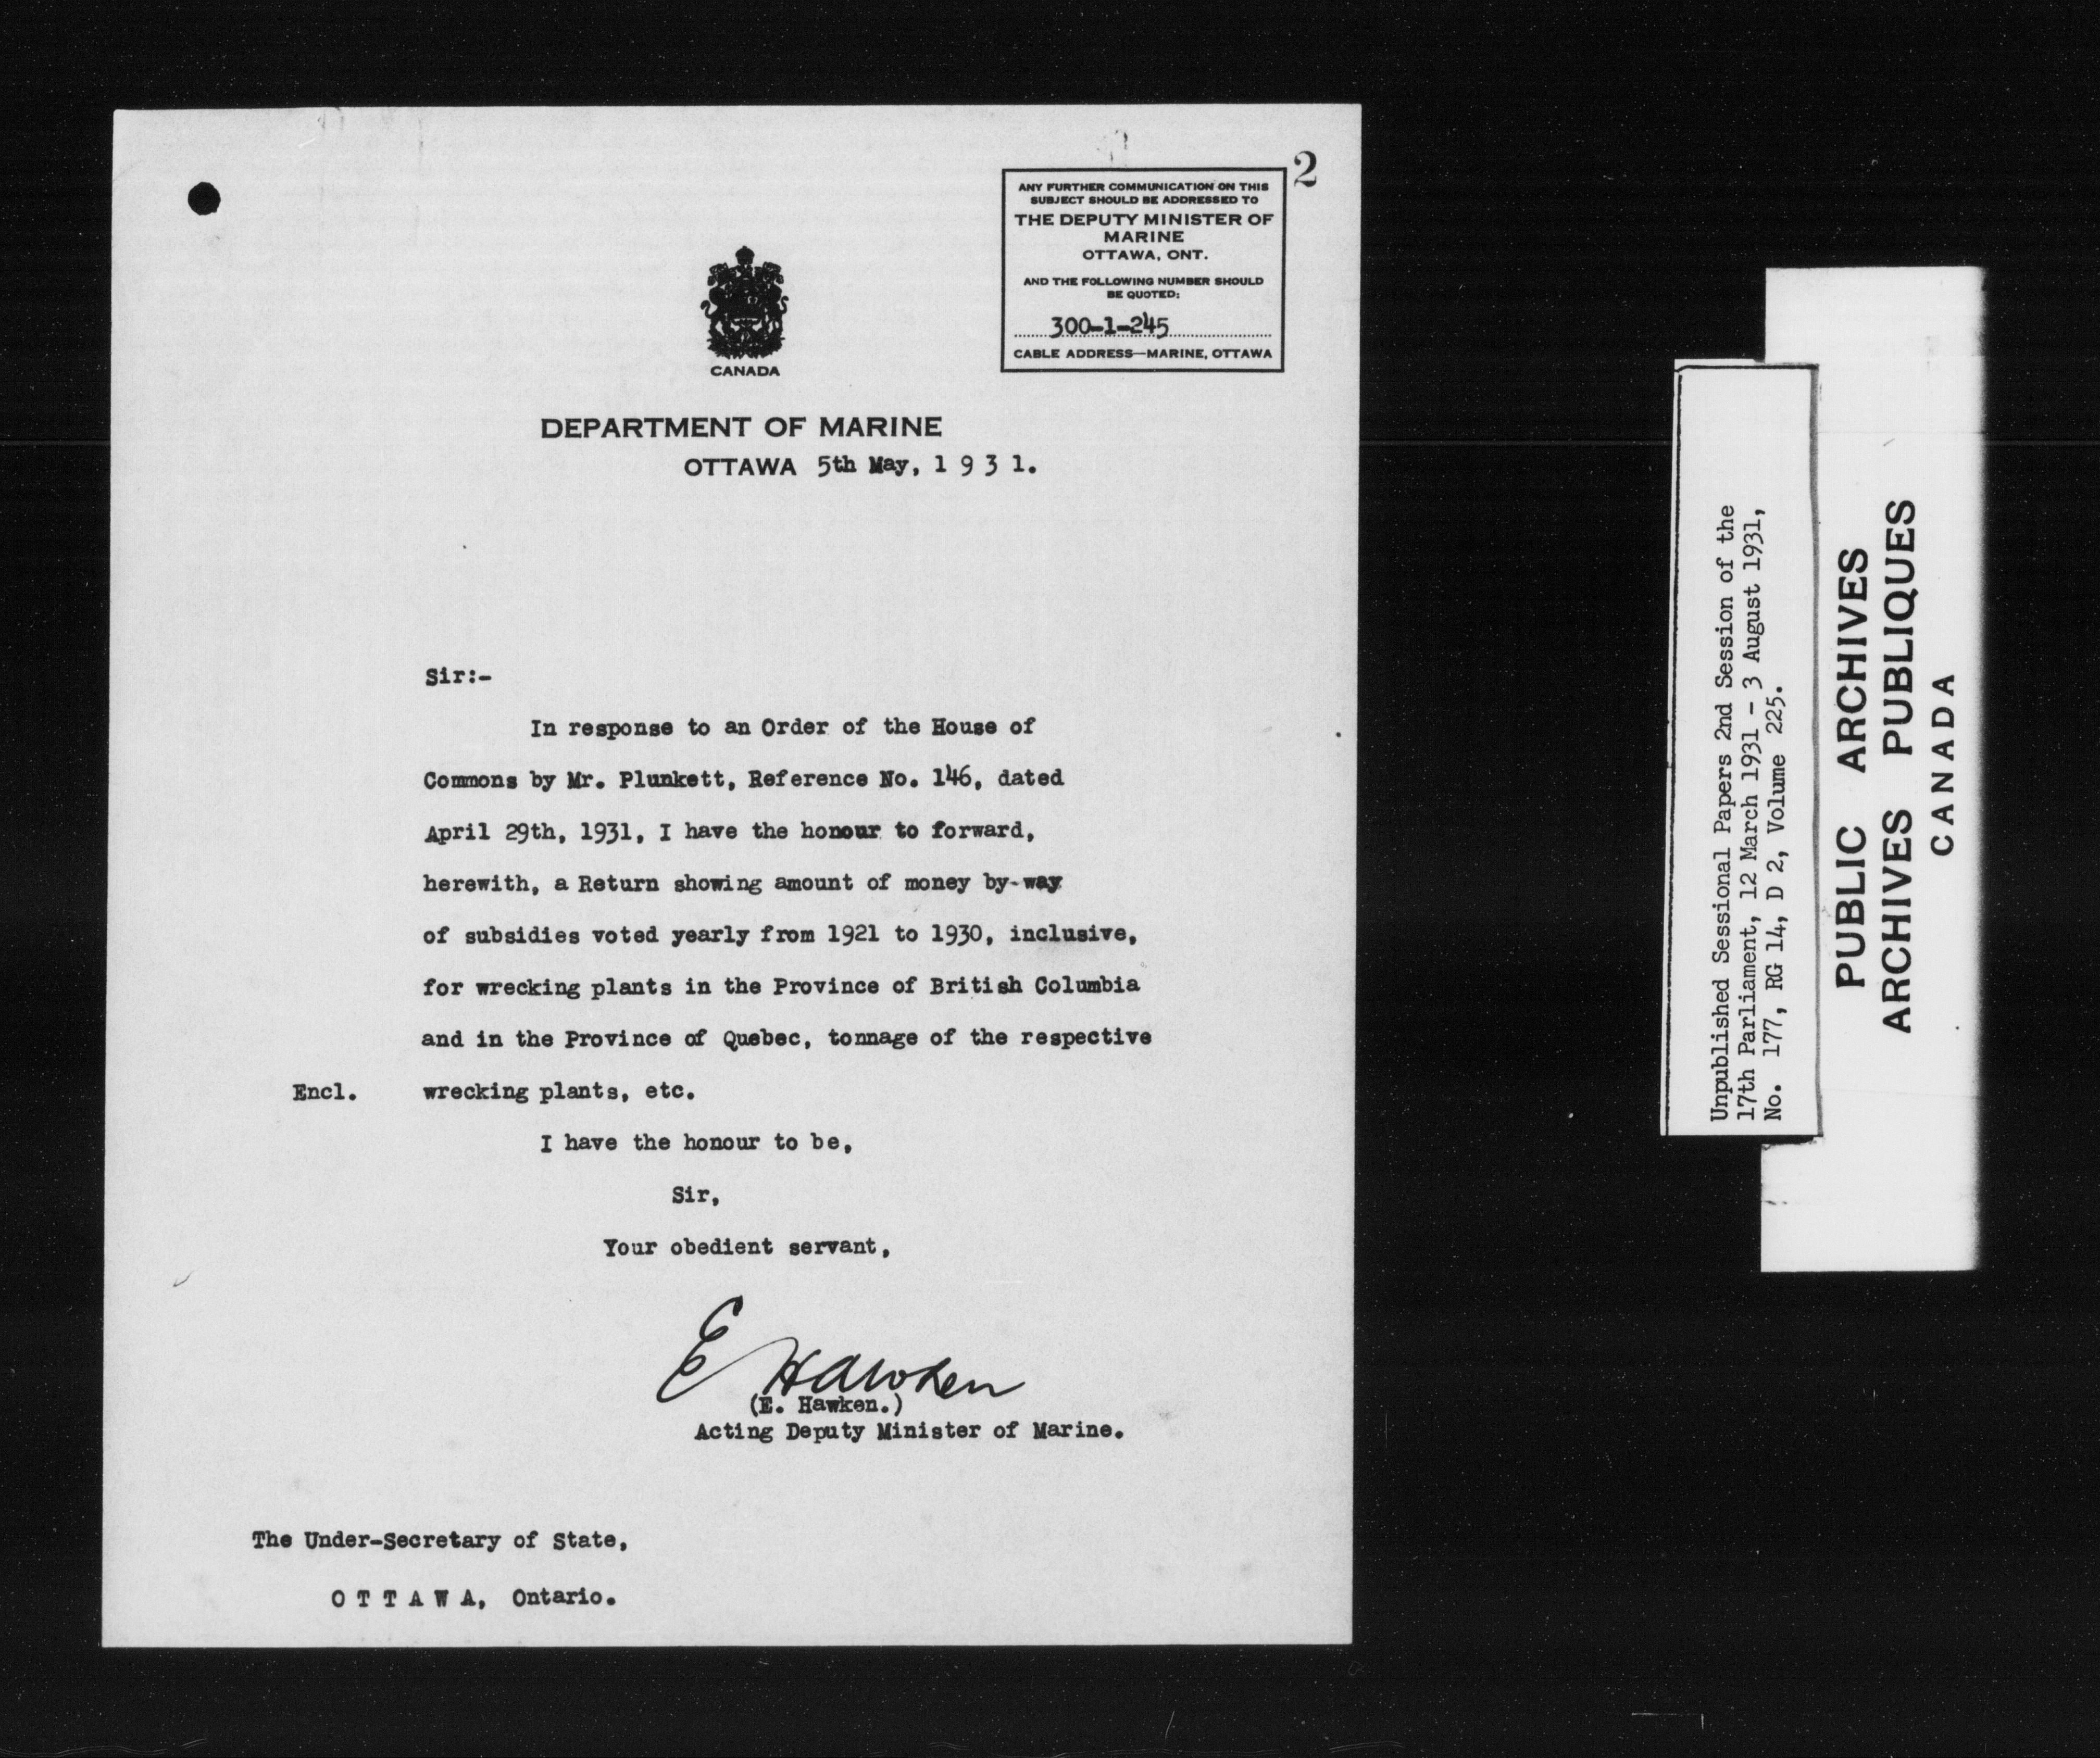 2
ANY FURTHER COMMUNICATION ON THIS
SUBJECT SHOULD BE ADDRESSED TO
THE DEPUTY MINISTER OF
MARINE
OTTAWA, ONT.
AND THE FOLLOWING NUMBER SHOULD
BE QUOTED:
300-1-245
CABLE ADDRESS—MARINE, OTTAWA
CANADA
DEPARTMENT OF MARINE
OTTAWA 5th May, 1 9 3 1.
Sir:-
In response to an Order of the House of
Commons by Mr. Plunkett, Reference No. 146, dated
April 29th, 1931, I have the honour to forward,
herewith, a Return showing amount of money by-way
of subsidies voted yearly from 1921 to 1930, inclusive,
for wrecking plants in the Province of British Columbia
and in the Province of Quebec, tonnage of the respective
Encl. wrecking plants, etc.
I have the honour to be,
Sir,
Your obedient servant,
E Hawken
(E. Hawken.)
Acting Deputy Minister of Marine.
The Under-Secretary of State,
O T T A W A, Ontario.
Unpublished Sessional Papers 2nd Session of the
17th Parliament, 12 March 1931 - 3 August 1931,
No. 177, RG 14, D 2, Volume 225.
PUBLIC ARCHIVES
ARCHIVES PUBLIQUES
CANADA